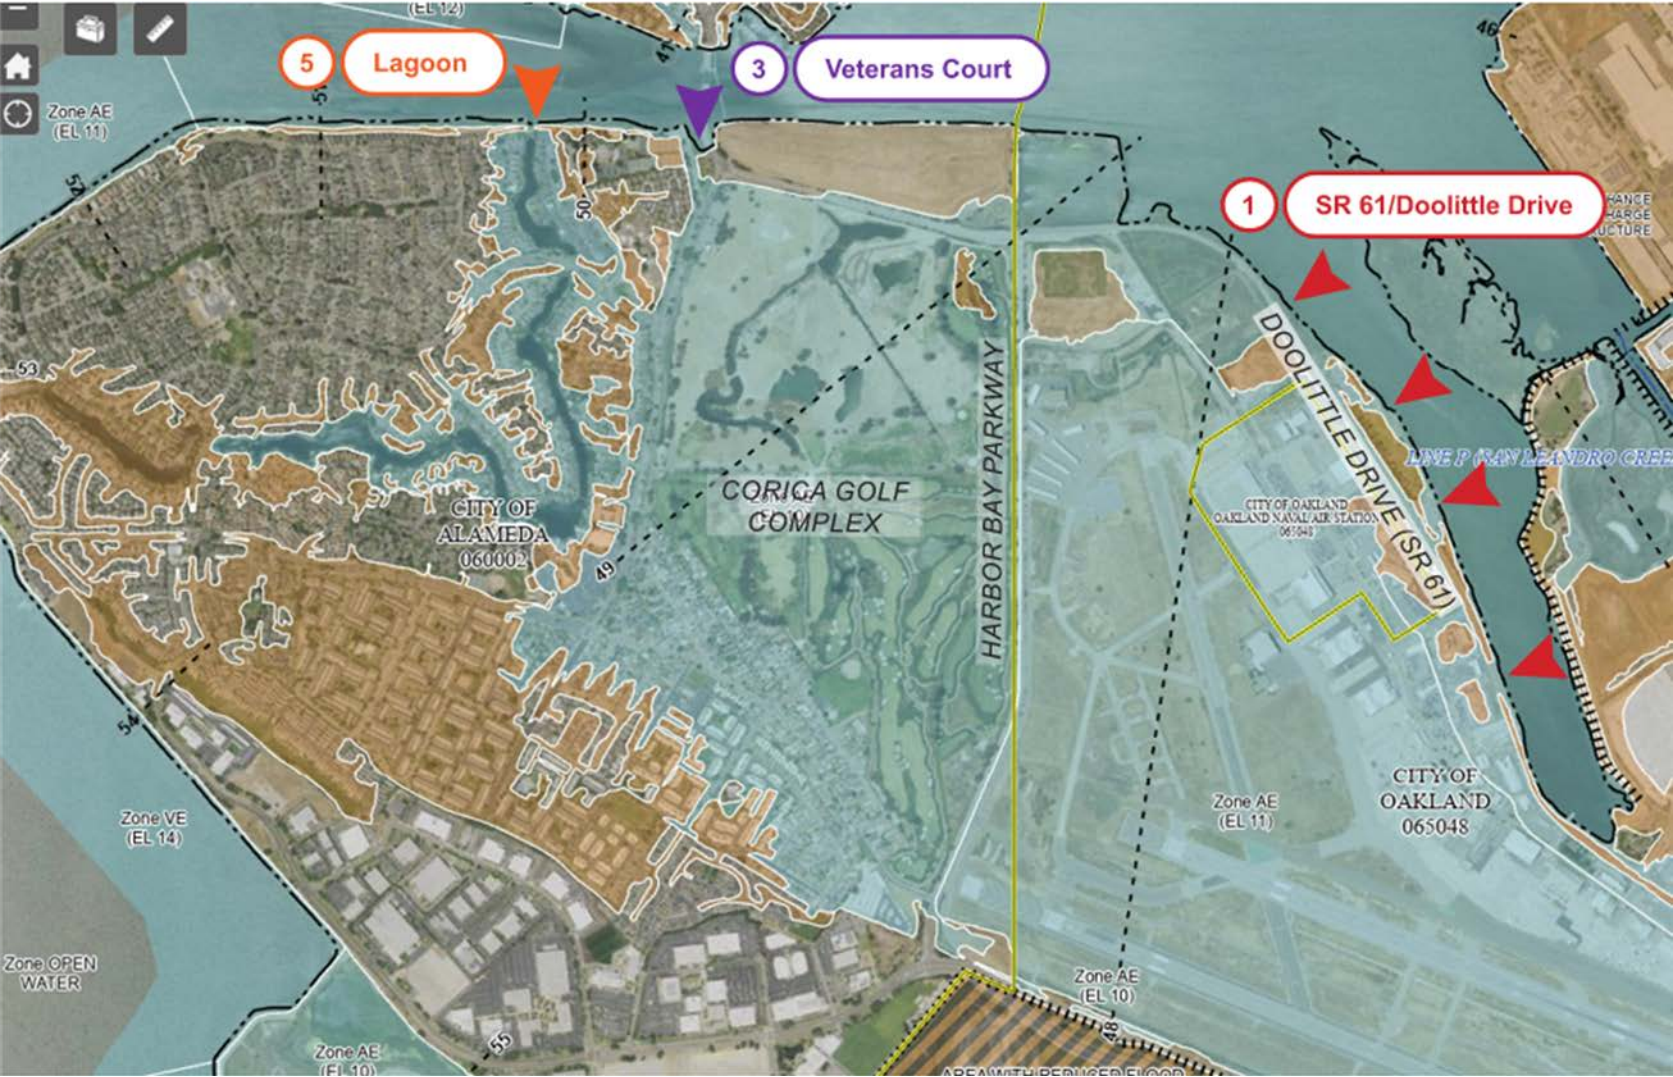 (EL 12)
41
46
5
Lagoon
3
Veterans Court
Zone AE
(EL 11)
51
52
50
1
SR 61/Doolittle Drive
HANCE
HARGE
UCTURE
53
DOOLITTLE DRIVE (SR 61)
HARBOR BAY PARKWAY
LINE P (SAN LEANDRO CREE
CORICA GOLF
COMPLEX
CITY OF
ALAMEDA
060002
CITY OF OAKLAND
OAKLAND NAVAL AIR STATION
065048
49
54
Zone VE
(EL 14)
Zone AE
(EL 11)
CITY OF
OAKLAND
065048
Zone OPEN
WATER
Zone AE
(EL 10)
48
55
Zone AE
(EL 10)
AREA WITH REDUCED FLOOD